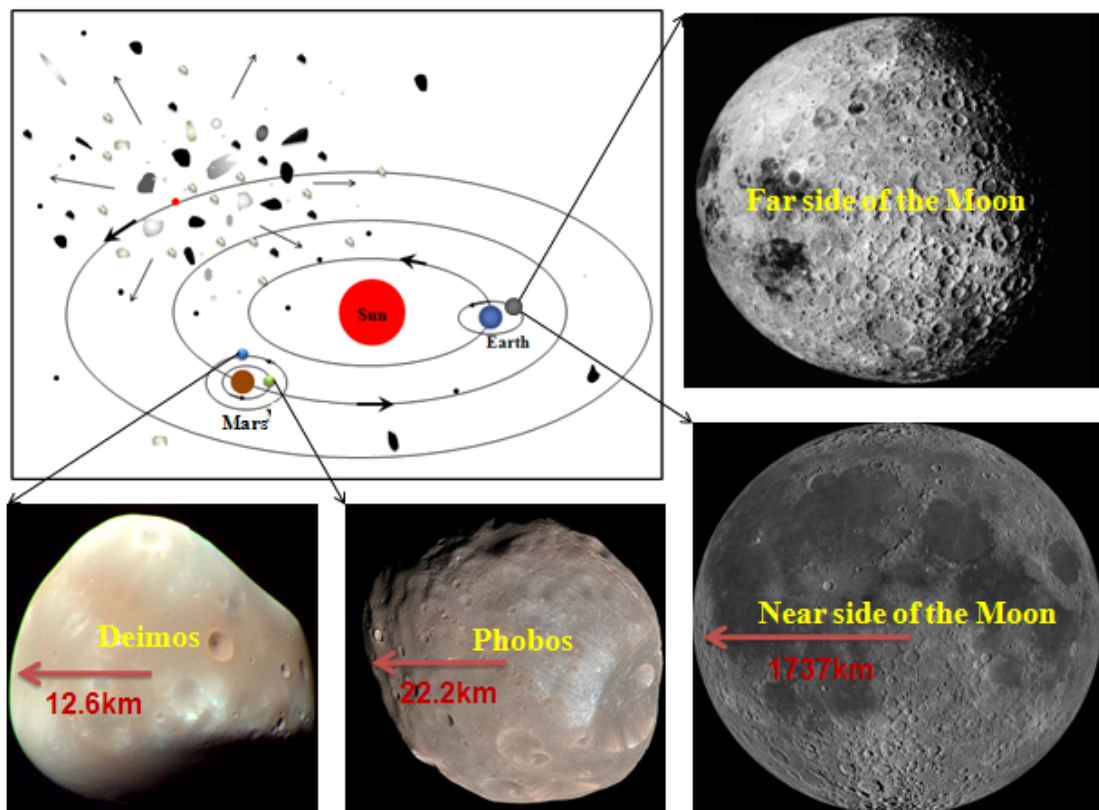 Far side of the Moon
Sun
Earth
Mars
Deimos
12.6km
Phobos
22.2km
Near side of the Moon
1737km